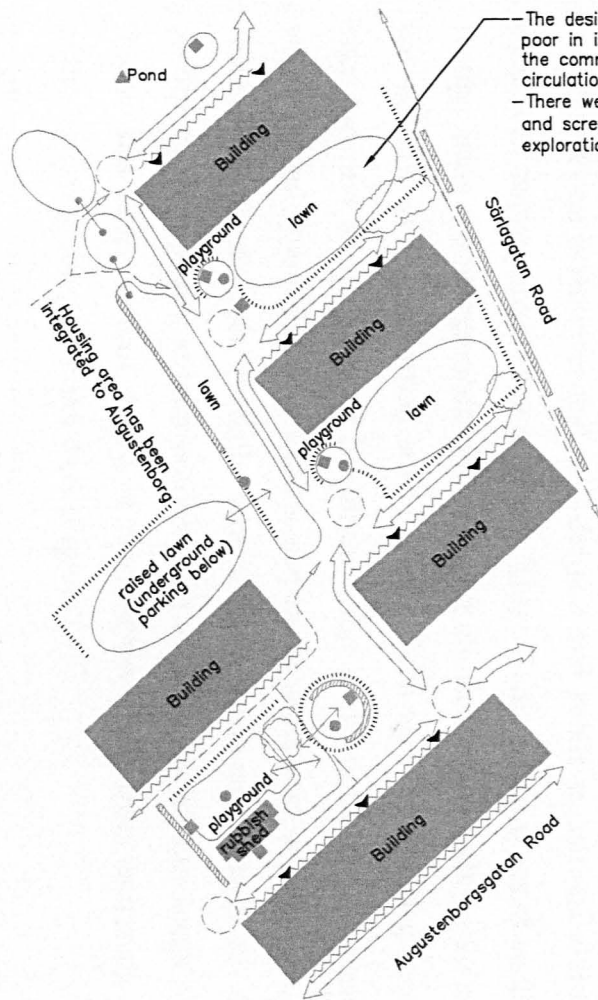 -The desi
poor in i
the comm
circulation
-There we
and scre
exploratio
Pond
Building
lawn
playground
Sörlagatan Road
Building
Housing area has been
integrated to Augustenborg
lawn
lawn
playground
Building
raised lawn
(underground
parking below)
Building
playground
rubbish
shed
Building
Augustenborgsgatan Road